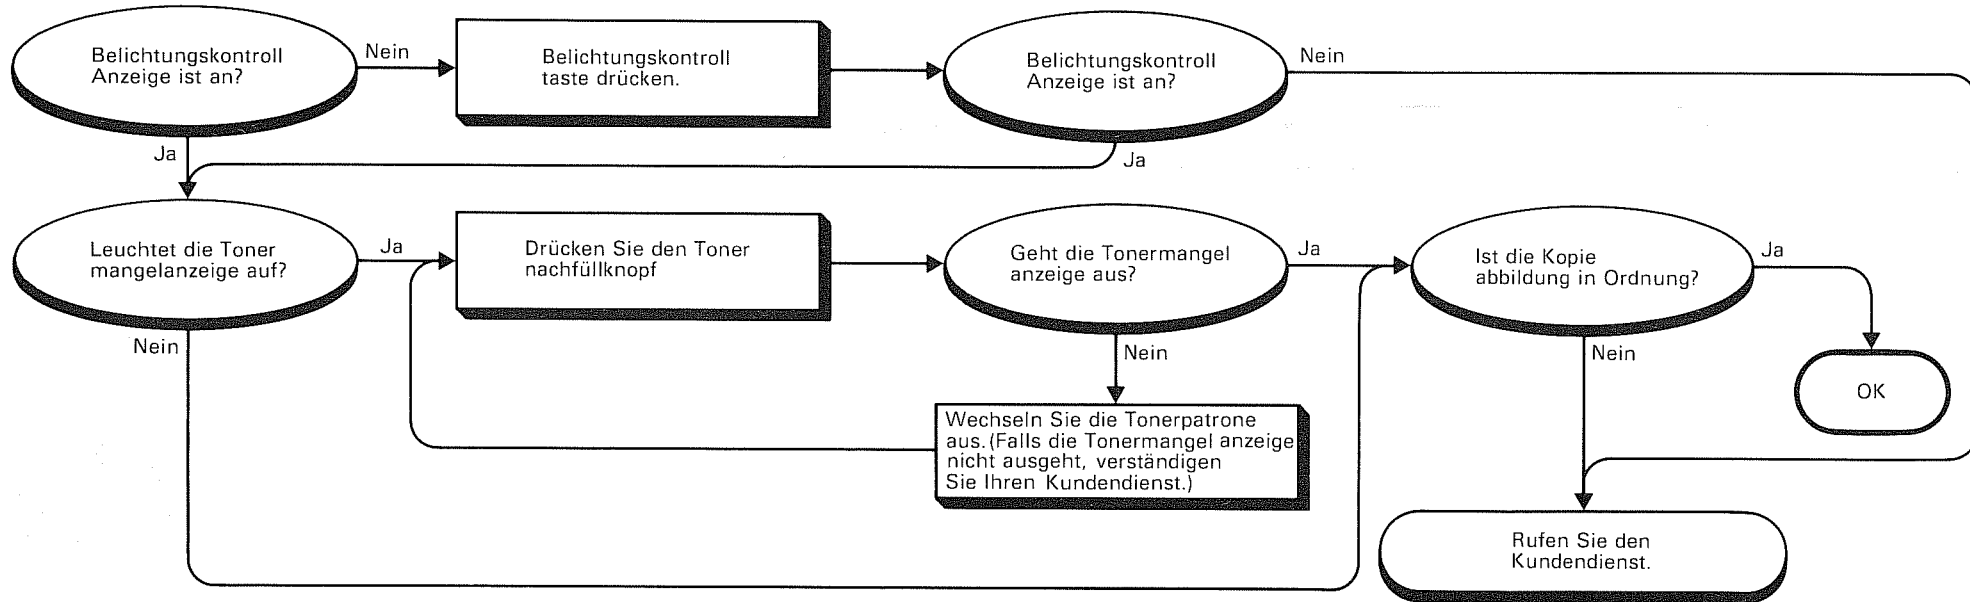 Belichtungskontroll
Anzeige ist an?
Nein
Belichtungskontroll
taste drücken.
Belichtungskontroll
Anzeige ist an?
Nein
Ja
Ja
Leuchtet die Toner
mangelanzeige auf?
Ja
Drücken Sie den Toner
nachfüllknopf
Geht die Tonermangel
anzeige aus?
Ja
Ist die Kopie
abbildung in Ordnung?
Ja
Nein
Nein
Nein
OK
Wechseln Sie die Tonerpatrone
aus. (Falls die Tonermangel anzeige
nicht ausgeht, verständigen
Sie Ihren Kundendienst.)
Rufen Sie den
Kundendienst.